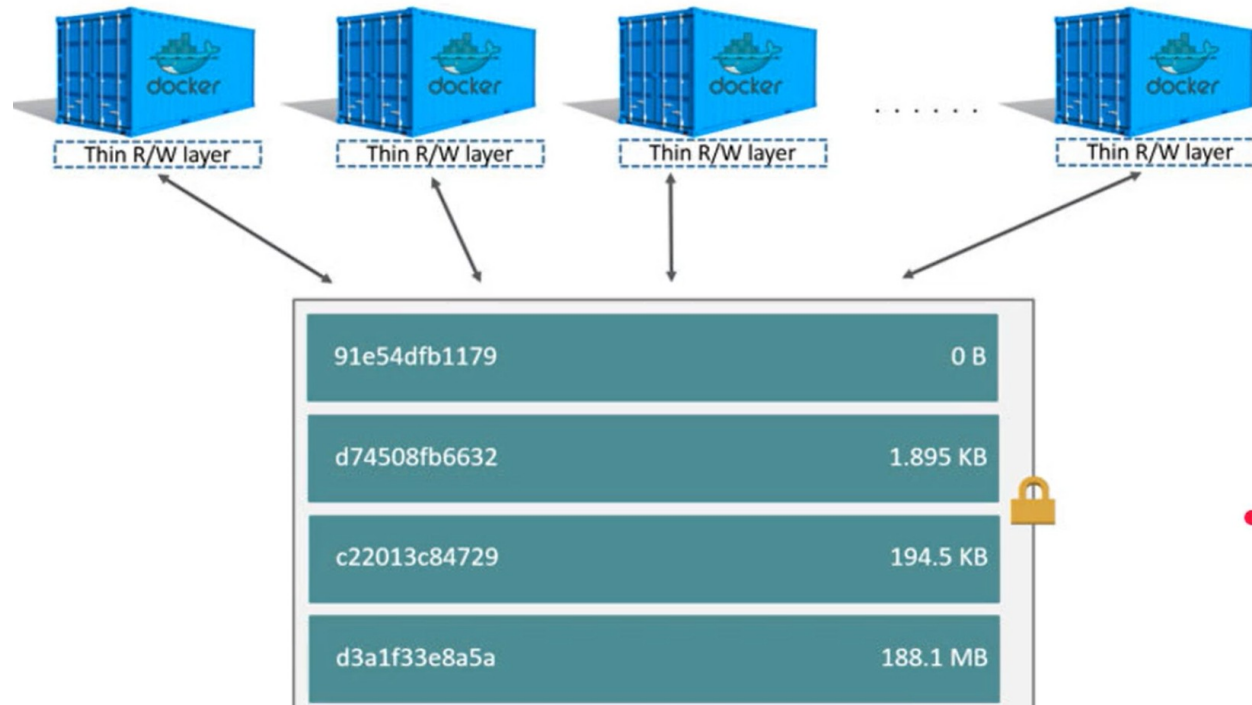 docker
docker
docker
docker
Thin R/W layer
Thin R/W layer
Thin R/W layer
. . . . . .
Thin R/W layer
91e54dfb1179 0 B
d74508fb6632 1.895 KB
c22013c84729 194.5 KB
d3a1f33e8a5a 188.1 MB